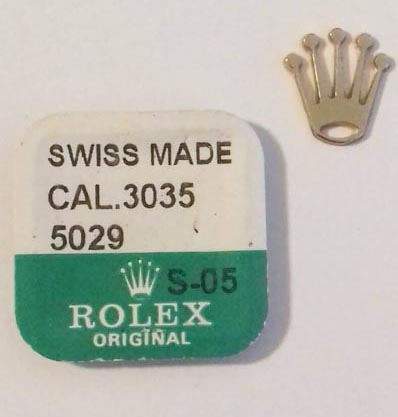 SWISS MADE
CAL.3035
5029
S-05
ROLEX
ORIGINAL